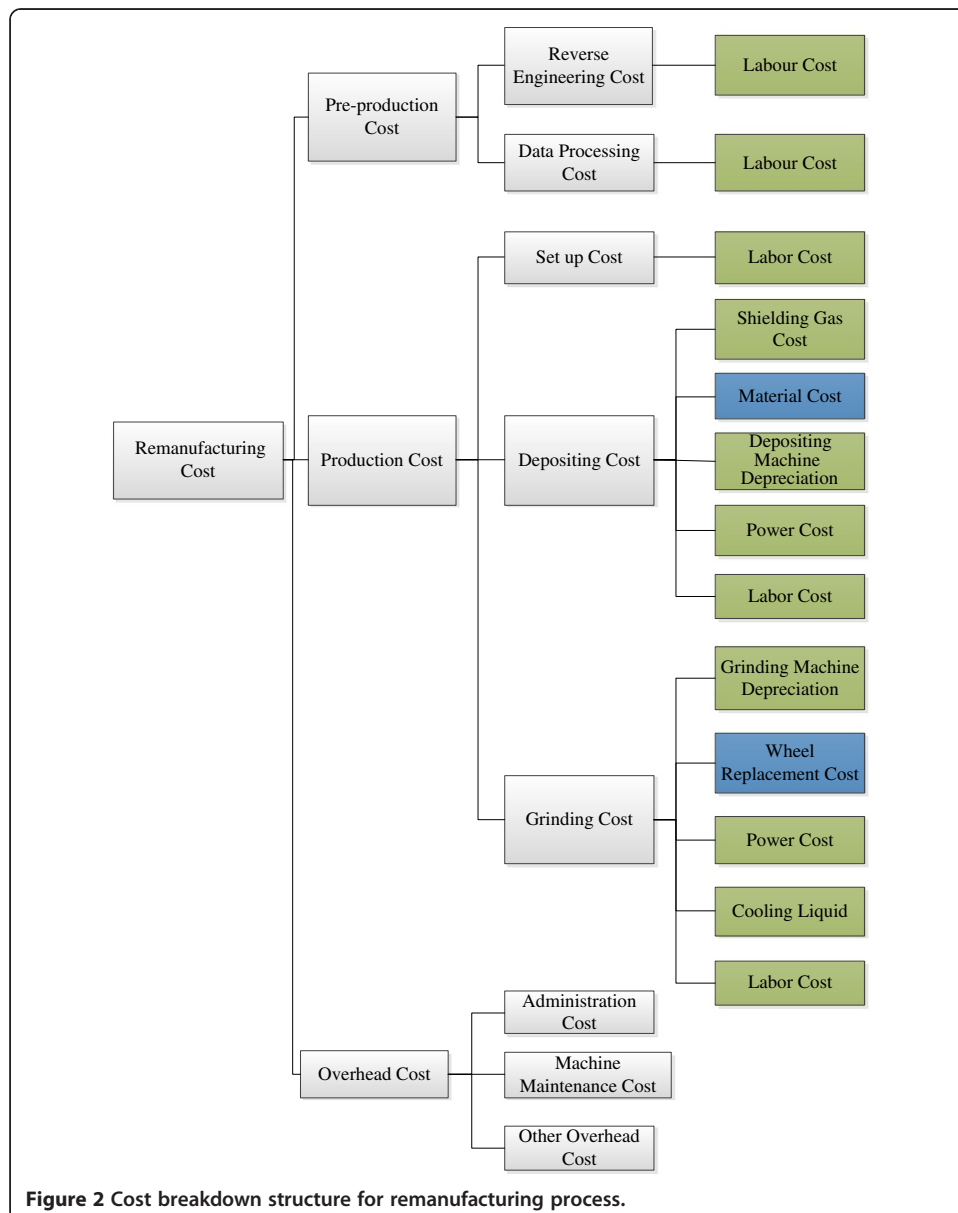 Reverse
Engineering Cost
Labour Cost
Pre-production
Cost
Data Processing
Cost
Labour Cost
Set up Cost
Labor Cost
Shielding Gas
Cost
Material Cost
Remanufacturing
Cost
Production Cost
Depositing Cost
Depositing
Machine
Depreciation
Power Cost
Labor Cost
Grinding Machine
Depreciation
Wheel
Replacement Cost
Grinding Cost
Power Cost
Cooling Liquid
Labor Cost
Administration
Cost
Overhead Cost
Machine
Maintenance Cost
Other Overhead
Cost
Figure 2 Cost breakdown structure for remanufacturing process.